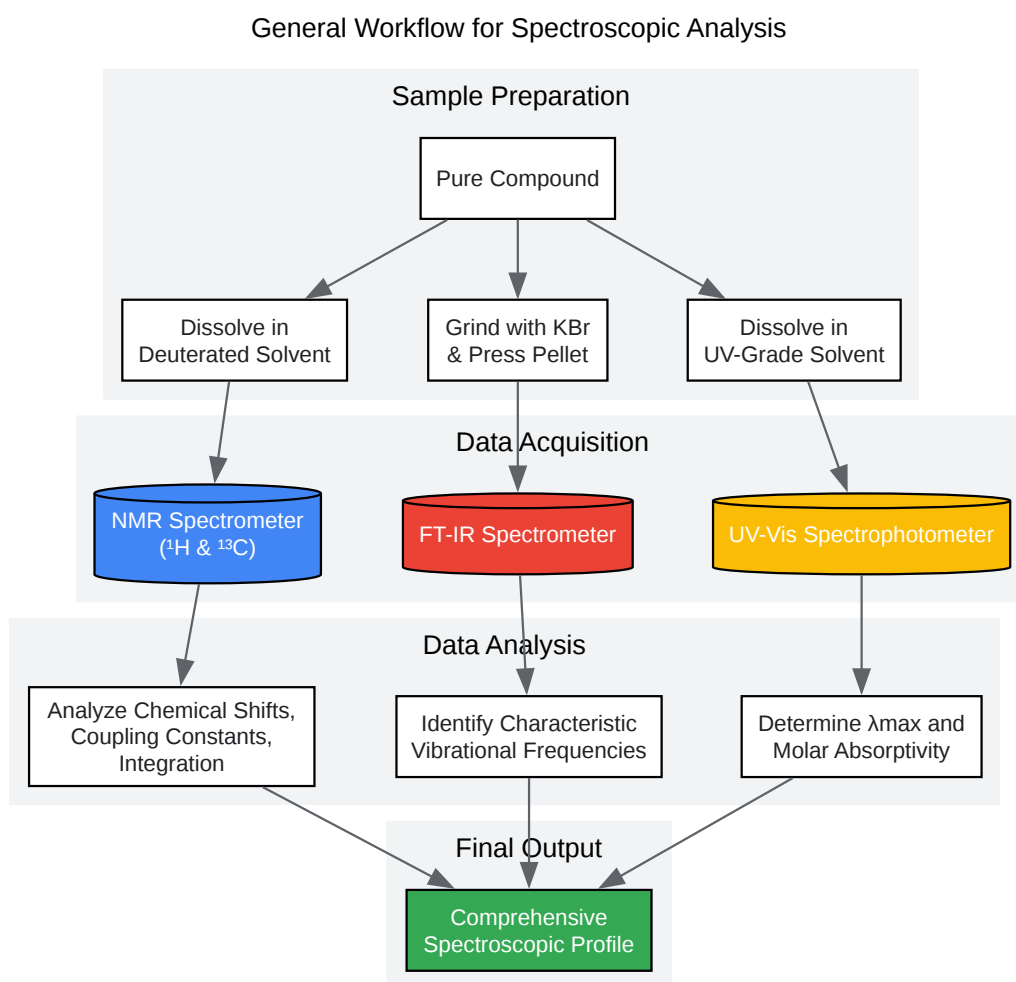 General Workflow for Spectroscopic Analysis
Sample Preparation
Pure Compound
Dissolve in
Deuterated Solvent
Grind with KBr
& Press Pellet
Dissolve in
UV-Grade Solvent
Data Acquisition
NMR Spectrometer
(¹H & ¹³C)
FT-IR Spectrometer
UV-Vis Spectrophotometer
Data Analysis
Analyze Chemical Shifts,
Coupling Constants,
Integration
Identify Characteristic
Vibrational Frequencies
Determine λmax and
Molar Absorptivity
Final Output
Comprehensive
Spectroscopic Profile